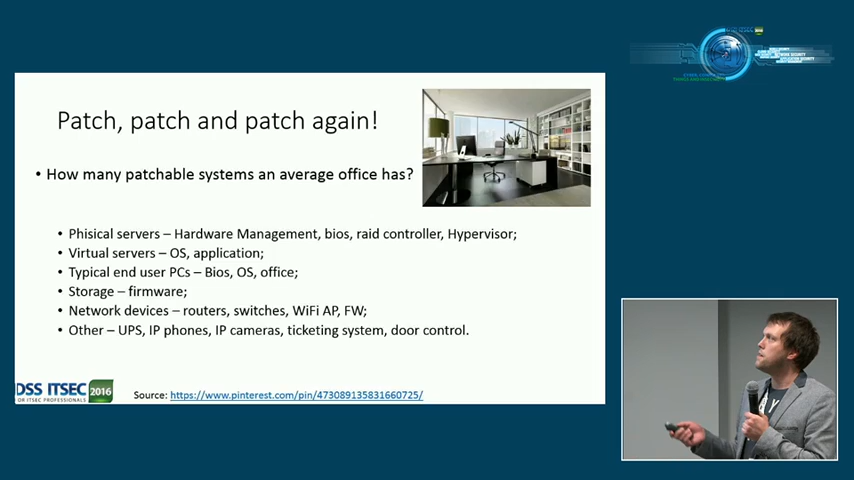 Patch, patch and patch again!
• How many patchable systems an average office has?
• Phisical servers – Hardware Management, bios, raid controller, Hypervisor;
• Virtual servers – OS, application;
• Typical end user PCs – Bios, OS, office;
• Storage – firmware;
• Network devices – routers, switches, WiFi AP, FW;
• Other – UPS, IP phones, IP cameras, ticketing system, door control.
DSS ITSEC 2016
OR ITSEC PROFESSIONALS
Source: https://www.pinterest.com/pin/473089135831660725/